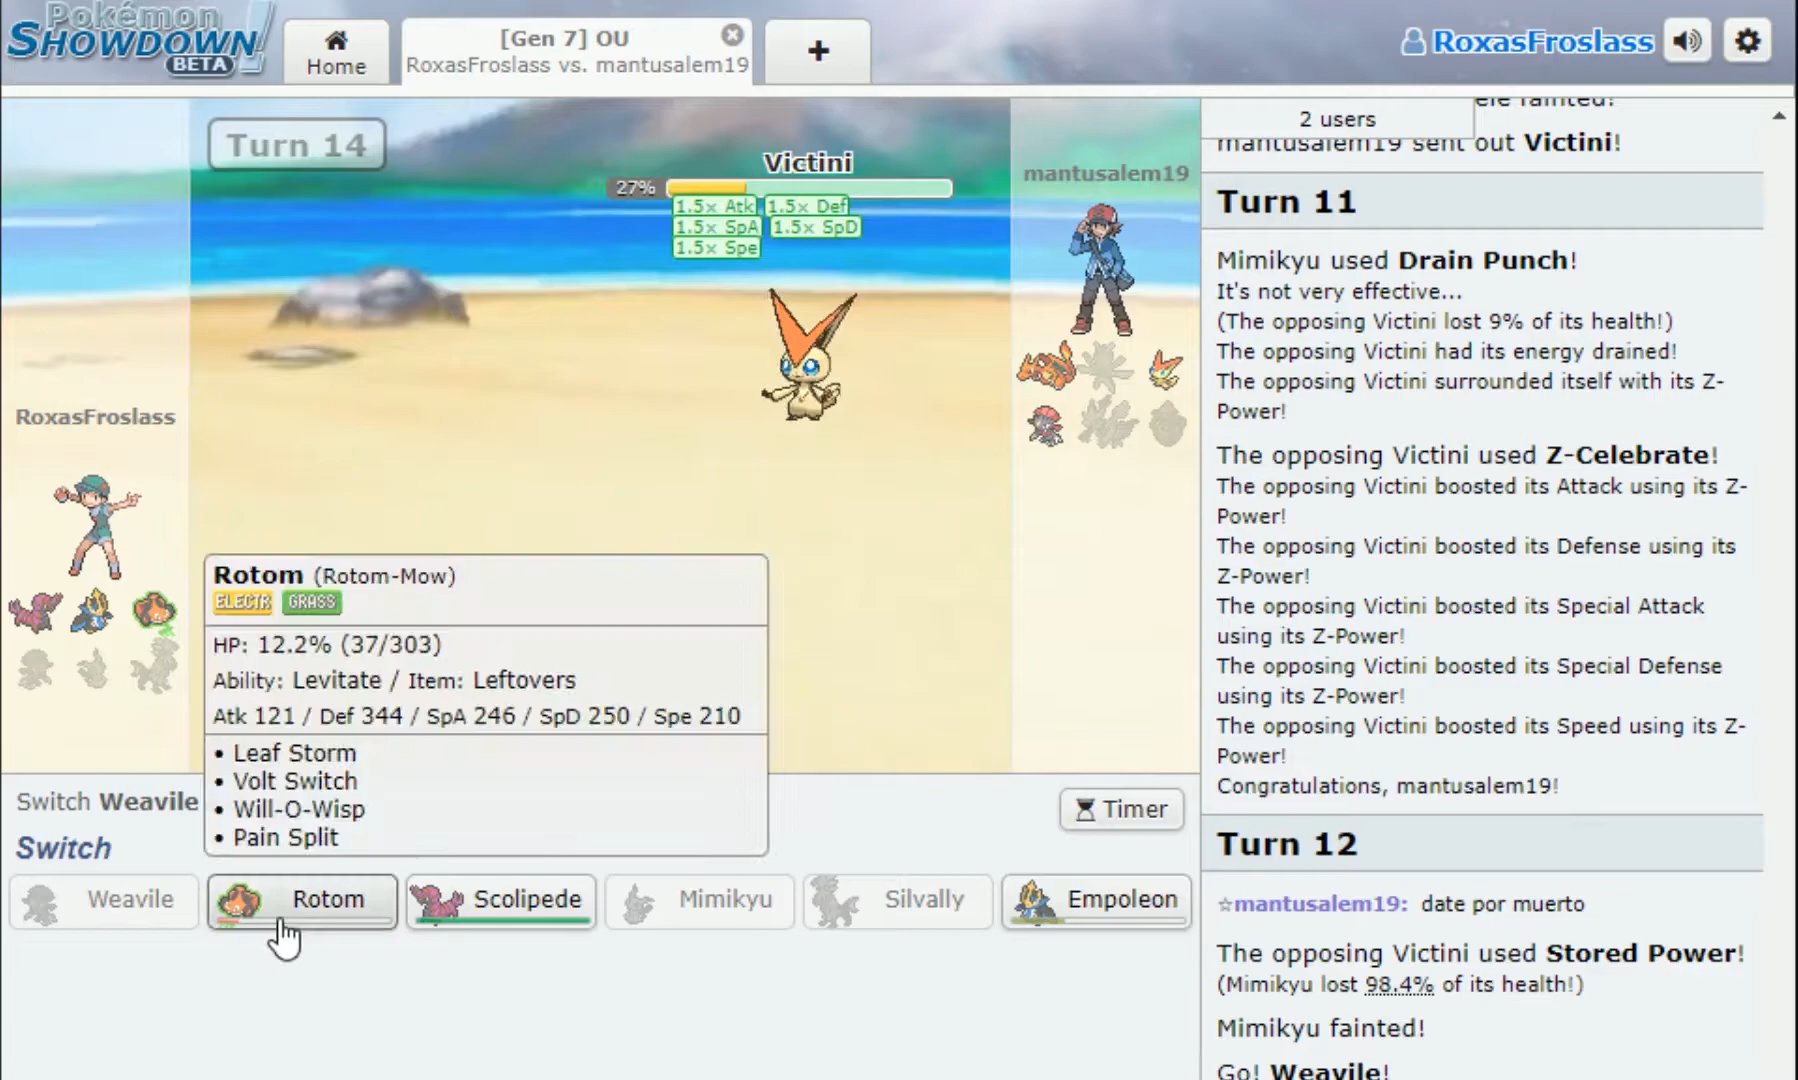 Pokémon
SHOWDOWN!
BETA
Home
[Gen 7] OU
RoxasFroslass vs. mantusalem19
+
RoxasFroslass
Turn 14
Victini
27%
1.5× Atk 1.5× Def
1.5× SpA 1.5× SpD
1.5× Spe
mantusalem19
RoxasFroslass
Rotom (Rotom-Mow)
ELECTR GRASS
HP: 12.2% (37/303)
Ability: Levitate / Item: Leftovers
Atk 121 / Def 344 / SpA 246 / SpD 250 / Spe 210
• Leaf Storm
• Volt Switch
• Will-O-Wisp
• Pain Split
Switch Weavile
Timer
Switch
Weavile
Rotom
Scolipede
Mimikyu
Silvally
Empoleon
2 users
fainted!
mantusalem19 sent out Victini!
Turn 11
Mimikyu used Drain Punch!
It's not very effective...
(The opposing Victini lost 9% of its health!)
The opposing Victini had its energy drained!
The opposing Victini surrounded itself with its Z-
Power!
The opposing Victini used Z-Celebrate!
The opposing Victini boosted its Attack using its Z-
Power!
The opposing Victini boosted its Defense using its
Z-Power!
The opposing Victini boosted its Special Attack
using its Z-Power!
The opposing Victini boosted its Special Defense
using its Z-Power!
The opposing Victini boosted its Speed using its Z-
Power!
Congratulations, mantusalem19!
Turn 12
☆mantusalem19: date por muerto
The opposing Victini used Stored Power!
(Mimikyu lost 98.4% of its health!)
Mimikyu fainted!
Go! Weavile!